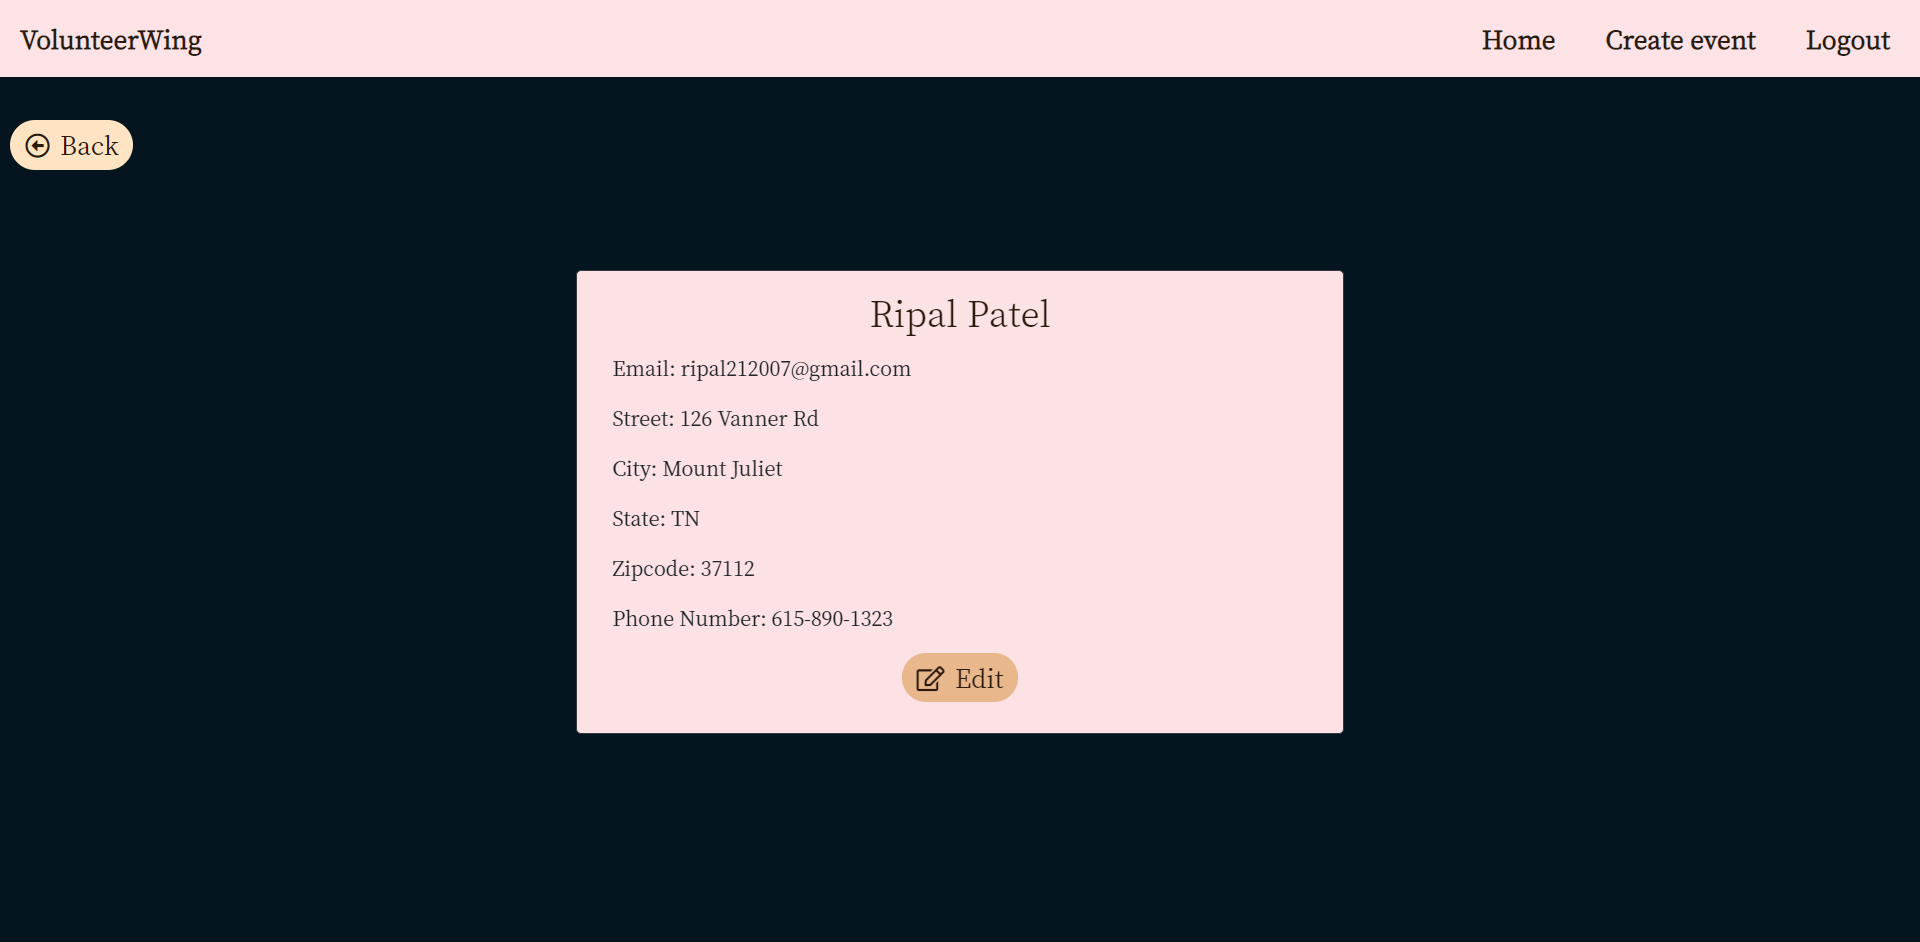 VolunteerWing
Home
Create event
Logout
Back
Ripal Patel
Email: ripal212007@gmail.com
Street: 126 Vanner Rd
City: Mount Juliet
State: TN
Zipcode: 37112
Phone Number: 615-890-1323
Edit